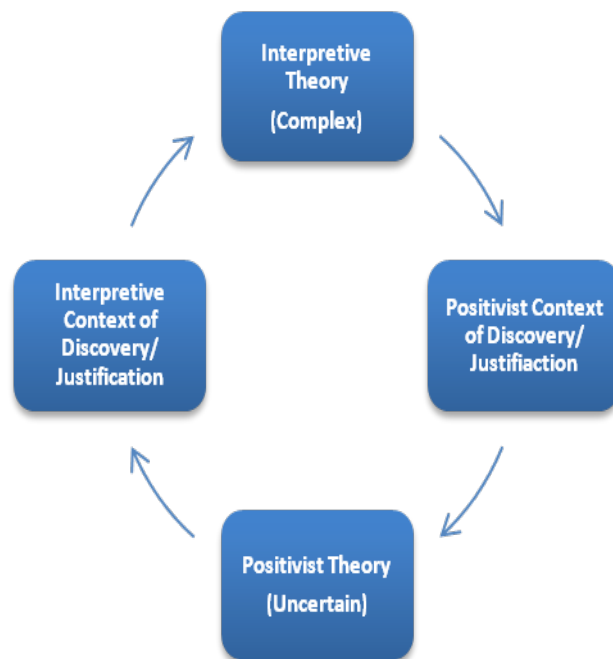 Interpretive
Theory
(Complex)
Interpretive
Context of
Discovery/
Justification
Positivist Context
of Discovery/
Justifiaction
Positivist Theory
(Uncertain)